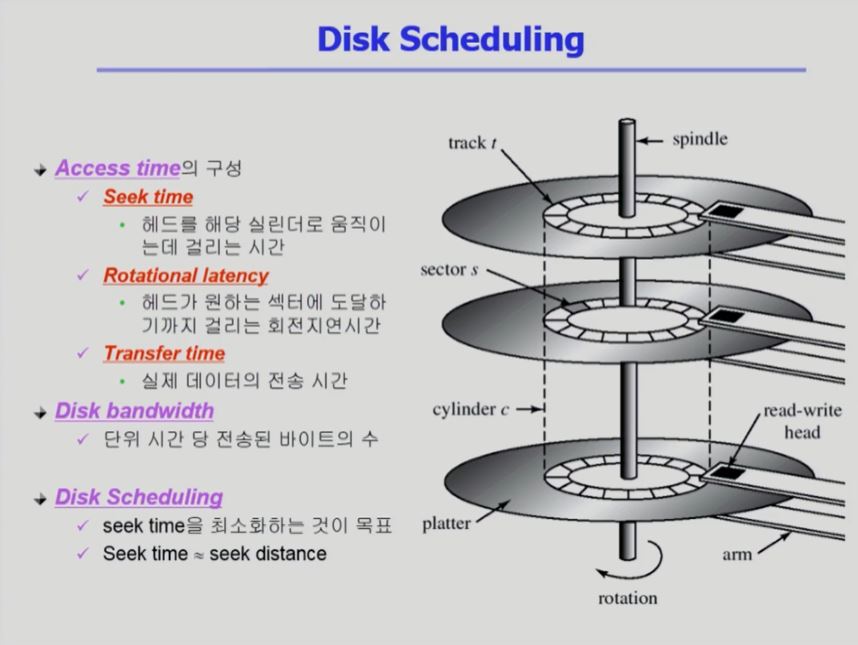 Disk Scheduling
Access time의 구성
Seek time
헤드를 해당 실린더로 움직이
는데 걸리는 시간
Rotational latency
헤드가 원하는 섹터에 도달하
기까지 걸리는 회전지연시간
Transfer time
실제 데이터의 전송 시간
Disk bandwidth
단위 시간 당 전송된 바이트의 수
Disk Scheduling
seek time을 최소화하는 것이 목표
Seek time ≈ seek distance
track t
spindle
sector s
cylinder c
read-write
head
platter
arm
rotation